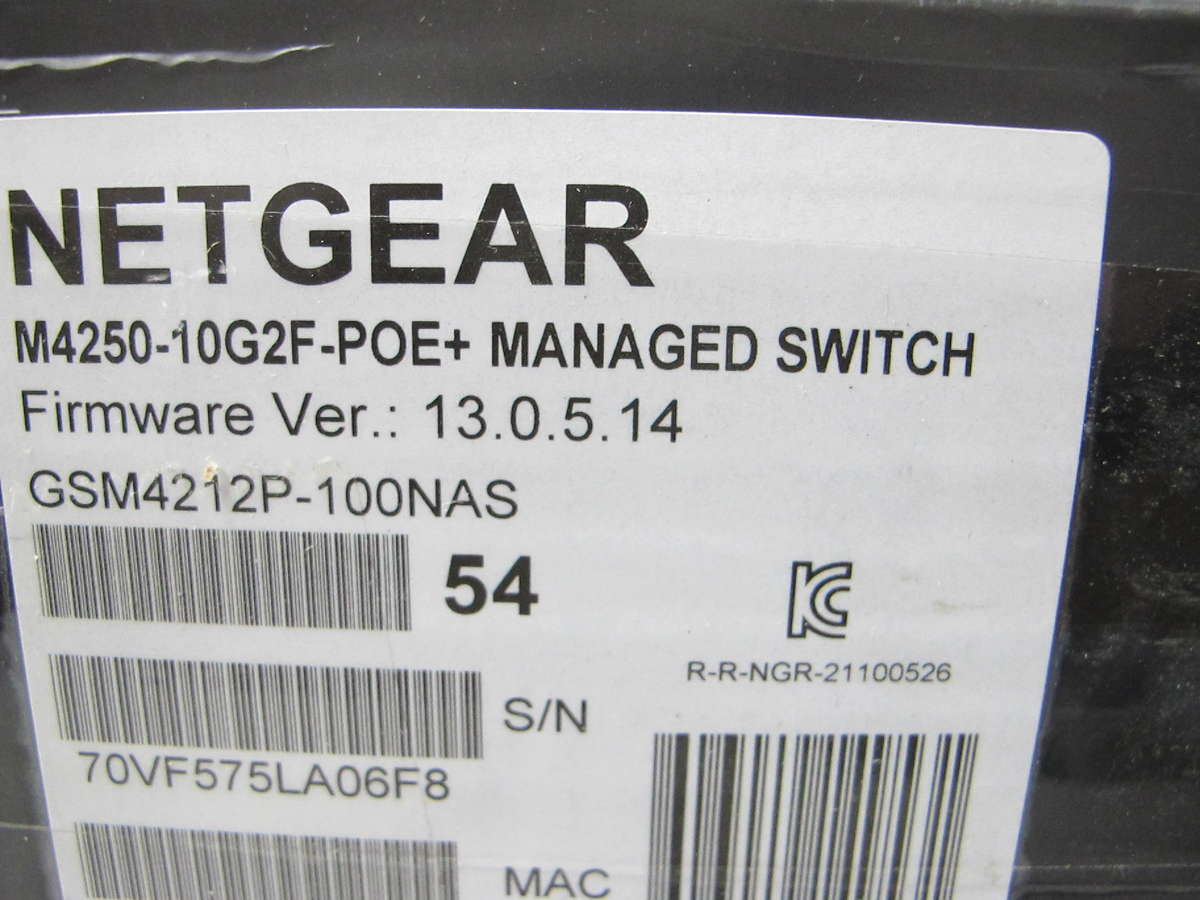 NETGEAR
M4250-10G2F-POE+ MANAGED SWITCH
Firmware Ver.: 13.0.5.14
GSM4212P-100NAS
54
KC
R-R-NGR-21100526
S/N
70VF575LA06F8
MAC